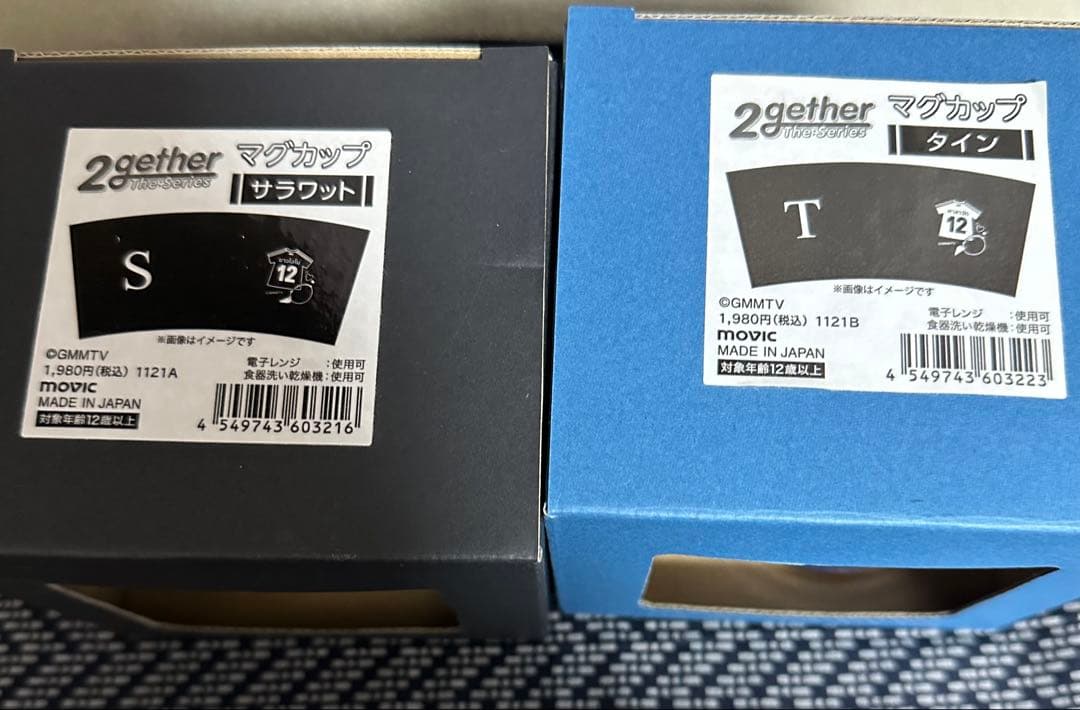 2gether
The Series
マグカップ
サラワット
S
12
※画像はイメージです
©GMMTV
1,980円(税込) 1121A
movic
MADE IN JAPAN
対象年齢12歳以上
電子レンジ :使用可
食器洗い乾燥機:使用可
4 549743 603216
2gether
The Series
マグカップ
タイン
T
12
※画像はイメージです
©GMMTV
1,980円(税込) 1121B
movic
MADE IN JAPAN
対象年齢12歳以上
電子レンジ :使用可
食器洗い乾燥機:使用可
4 549743 603223